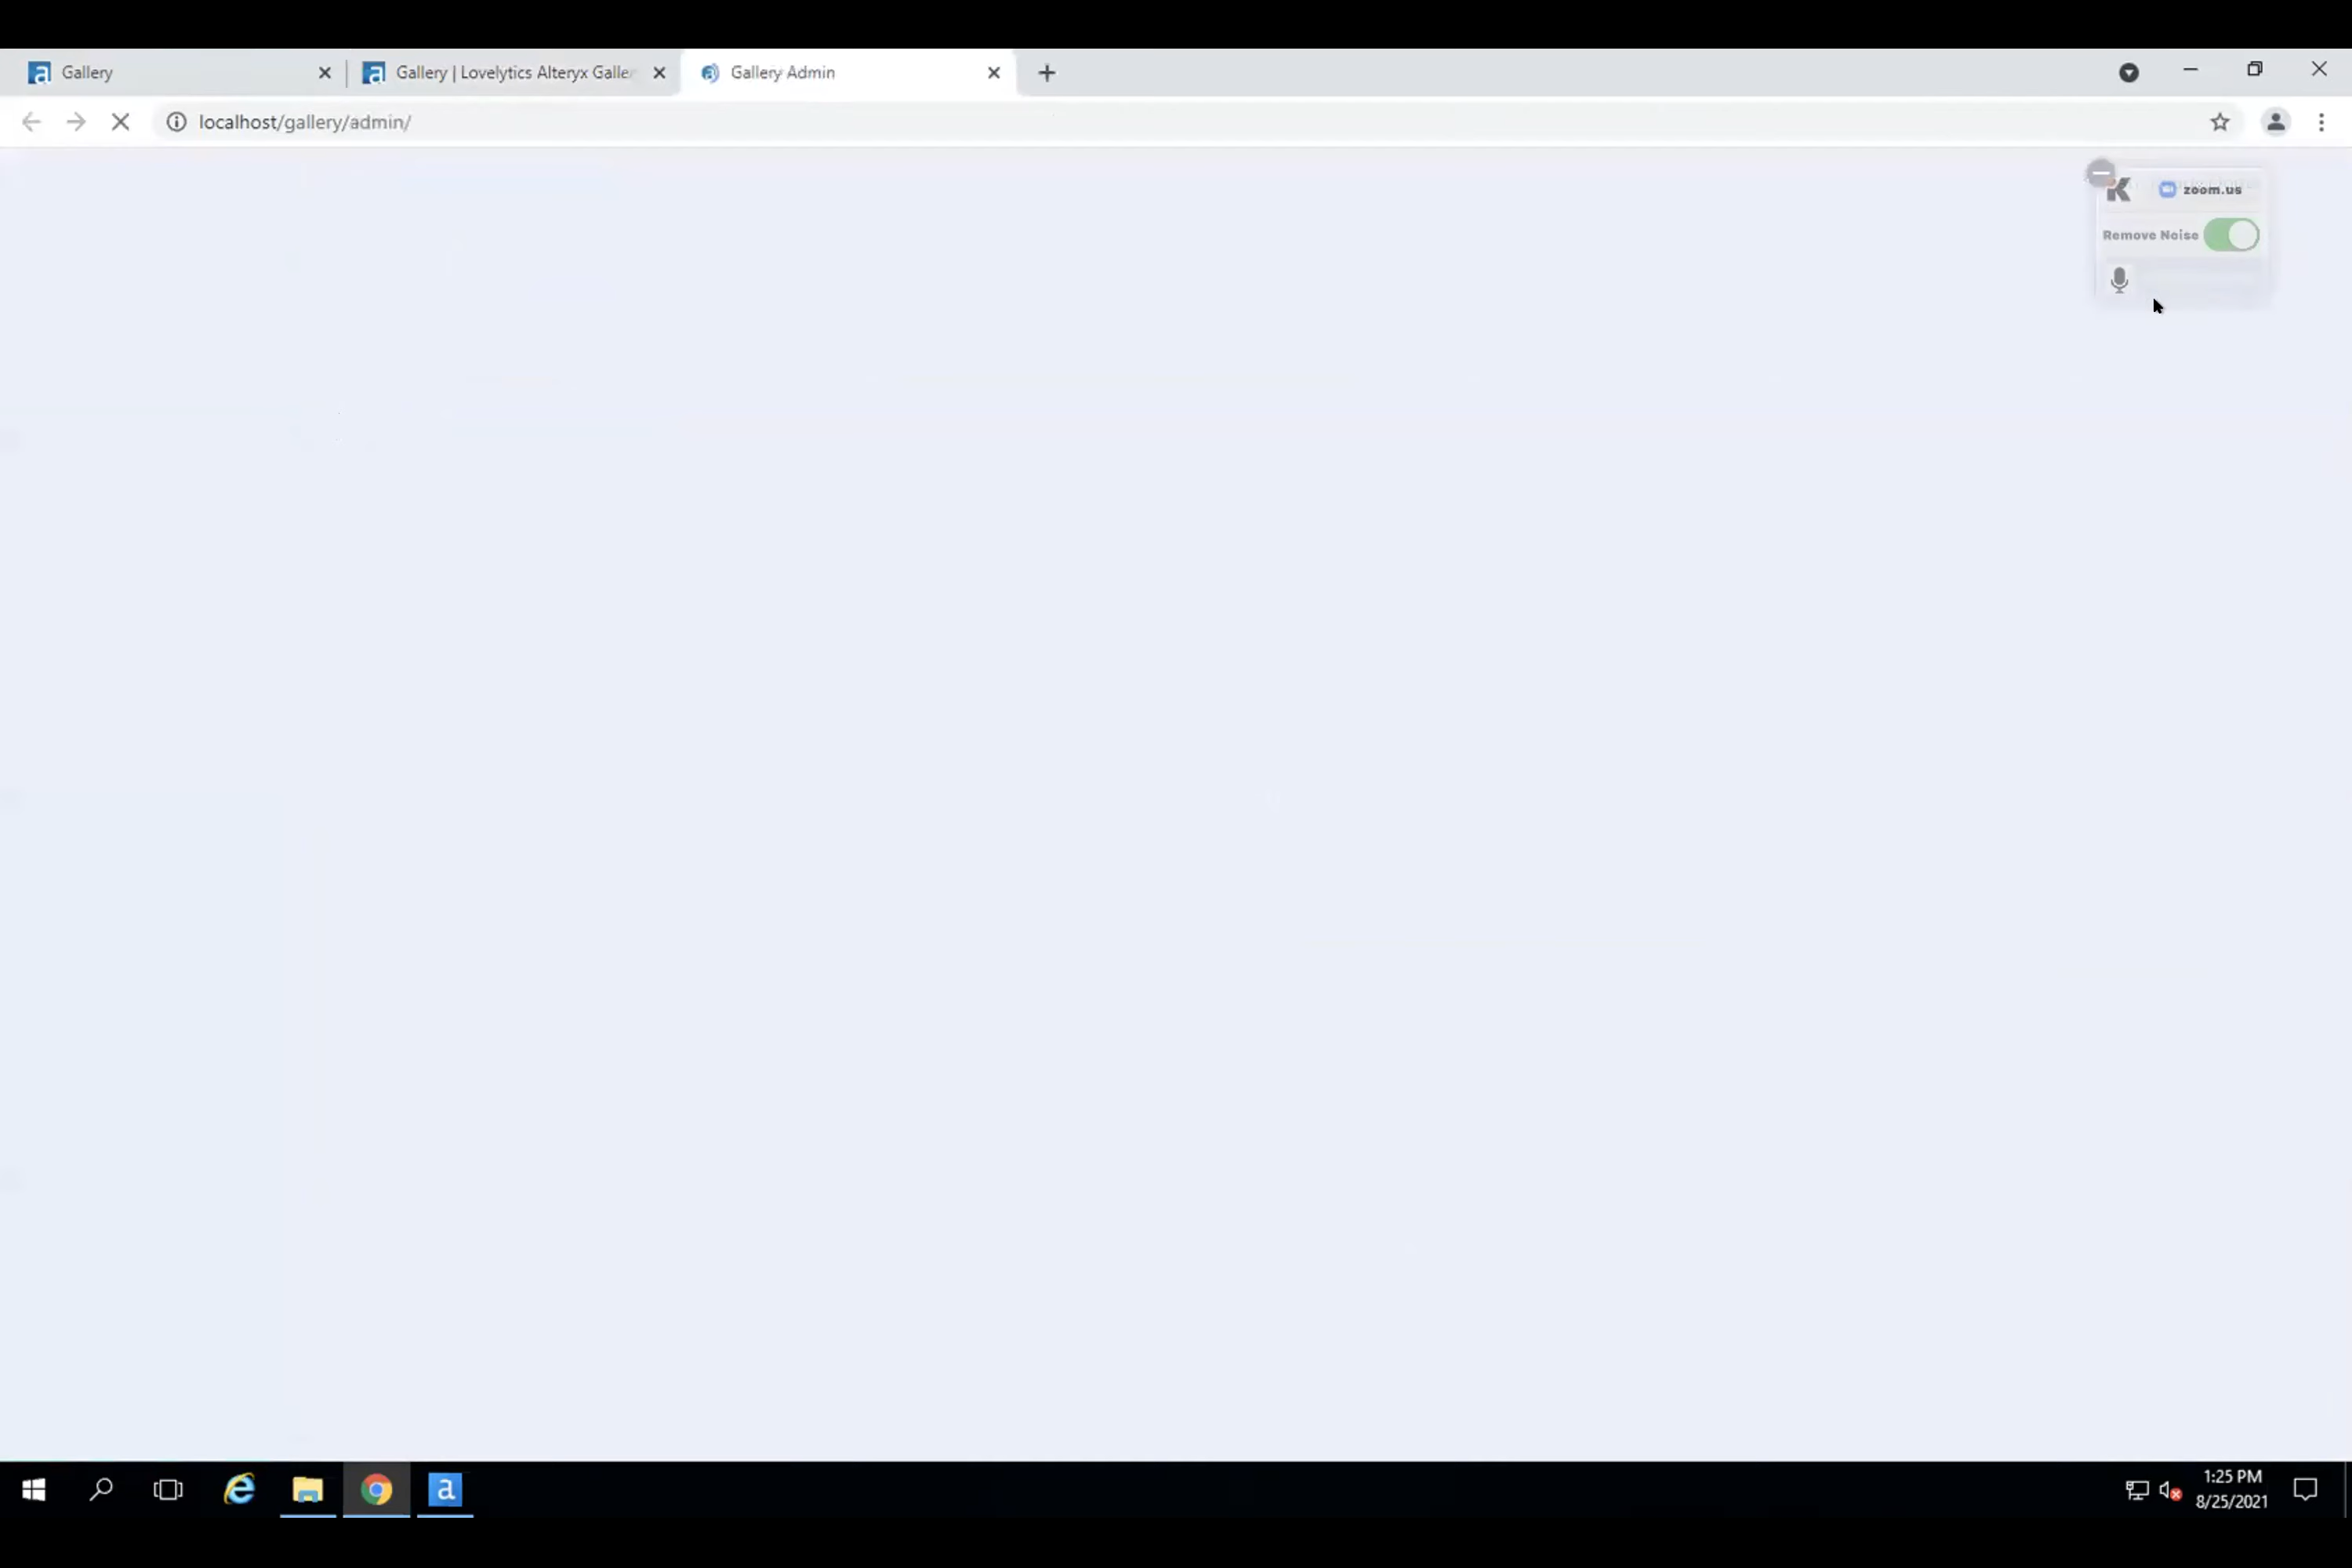 Gallery
Gallery | Lovelytics Alteryx Galler
Gallery Admin
localhost/gallery/admin/
zoom.us
Remove Noise
1:25 PM
8/25/2021